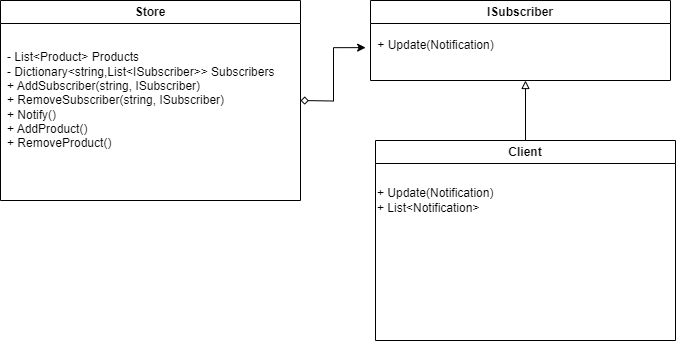 Store
- List<Product> Products
- Dictionary<string,List<ISubscriber>> Subscribers
+ AddSubscriber(string, ISubscriber)
+ RemoveSubscriber(string, ISubscriber)
+ Notify()
+ AddProduct()
+ RemoveProduct()
ISubscriber
+ Update(Notification)
Client
+ Update(Notification)
+ List<Notification>